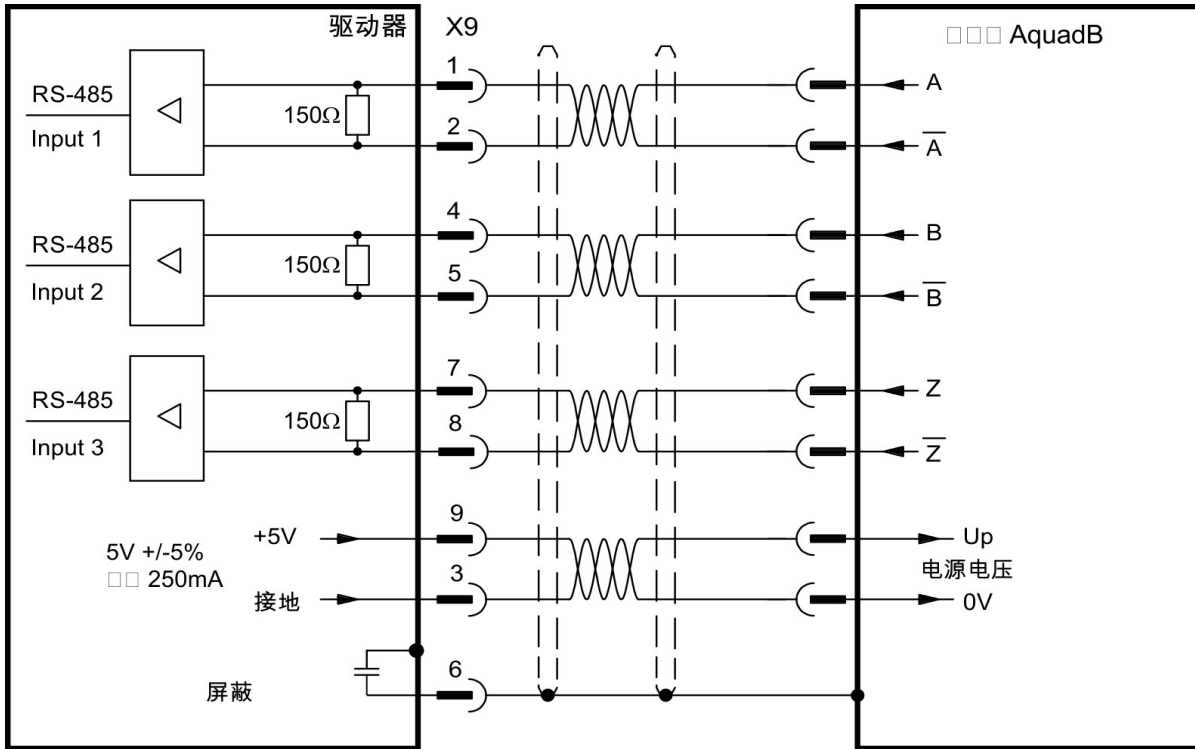 驱动器
X9
AquadB
1
A
RS-485
150Ω
Input 1
2
A̅
4
B
RS-485
150Ω
Input 2
5
B̅
7
Z
RS-485
150Ω
Input 3
8
Z̅
9
+5V
Up
5V +/-5%
250mA
电源电压
3
接地
0V
6
屏蔽